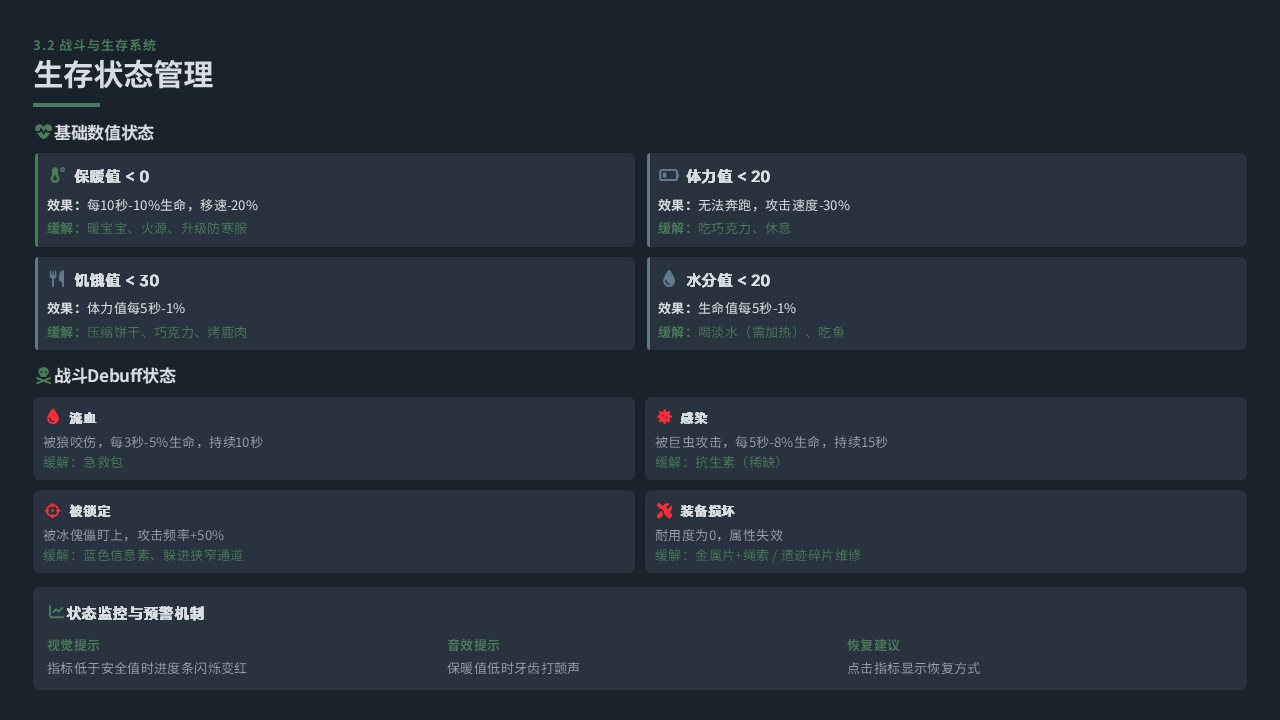 3.2 战斗与生存系统
生存状态管理
基础数值状态
保暖值 < 0
效果：每10秒-10%生命，移速-20%
缓解：暖宝宝、火源、升级防寒服
体力值 < 20
效果：无法奔跑，攻击速度-30%
缓解：吃巧克力、休息
饥饿值 < 30
效果：体力值每5秒-1%
缓解：压缩饼干、巧克力、烤鹿肉
水分值 < 20
效果：生命值每5秒-1%
缓解：喝淡水（需加热）、吃鱼
战斗Debuff状态
流血
被狼咬伤，每3秒-5%生命，持续10秒
缓解：急救包
感染
被巨虫攻击，每5秒-8%生命，持续15秒
缓解：抗生素（稀缺）
被锁定
被冰傀儡盯上，攻击频率+50%
缓解：蓝色信息素、躲进狭窄通道
装备损坏
耐用度为0，属性失效
缓解：金属片+绳索 / 遗迹碎片维修
状态监控与预警机制
视觉提示
指标低于安全值时进度条闪烁变红
音效提示
保暖值低时牙齿打颤声
恢复建议
点击指标显示恢复方式